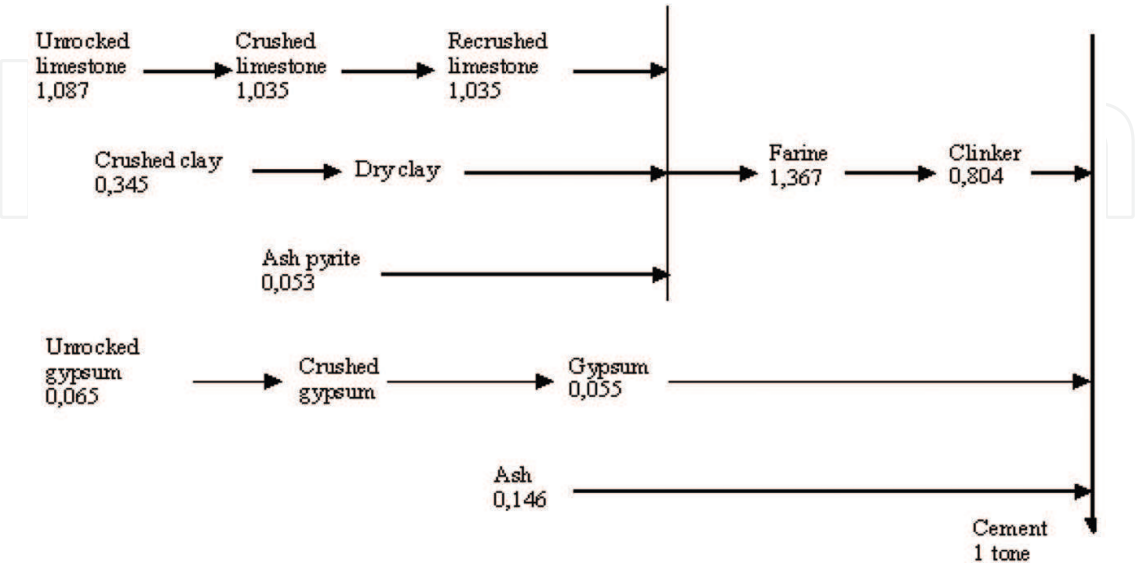 Unrocked
limestone
1,087
Crushed
limestone
1,035
Recrushed
limestone
1,035
Crushed clay
0,345
Dry clay
Farine
1,367
Clinker
0,804
Ash pyrite
0,053
Unrocked
gypsum
0,065
Crushed
gypsum
Gypsum
0,055
Ash
0,146
Cement
1 tone